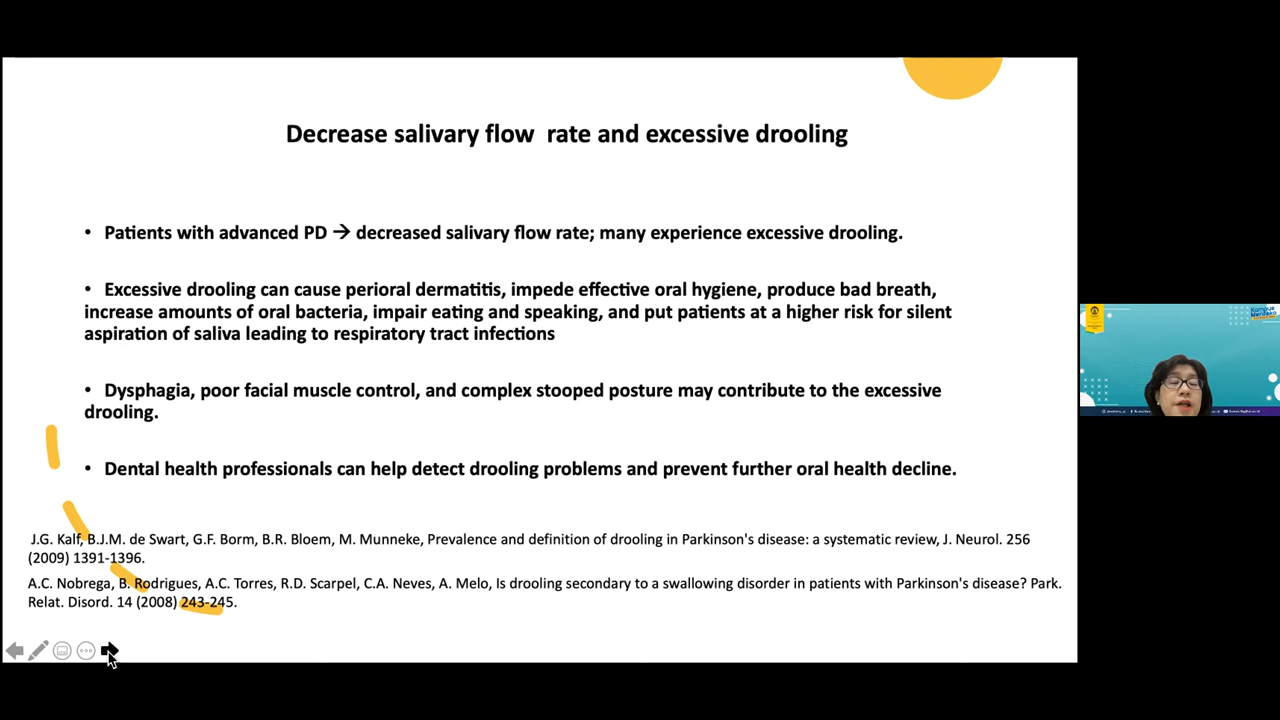 Decrease salivary flow rate and excessive drooling
• Patients with advanced PD → decreased salivary flow rate; many experience excessive drooling.
• Excessive drooling can cause perioral dermatitis, impede effective oral hygiene, produce bad breath,
increase amounts of oral bacteria, impair eating and speaking, and put patients at a higher risk for silent
aspiration of saliva leading to respiratory tract infections
• Dysphagia, poor facial muscle control, and complex stooped posture may contribute to the excessive
drooling.
• Dental health professionals can help detect drooling problems and prevent further oral health decline.
J.G. Kalf, B.J.M. de Swart, G.F. Borm, B.R. Bloem, M. Munneke, Prevalence and definition of drooling in Parkinson's disease: a systematic review, J. Neurol. 256
(2009) 1391-1396.
A.C. Nobrega, B. Rodrigues, A.C. Torres, R.D. Scarpel, C.A. Neves, A. Melo, Is drooling secondary to a swallowing disorder in patients with Parkinson's disease? Park.
Relat. Disord. 14 (2008) 243-245.
Kampus
Merdeka